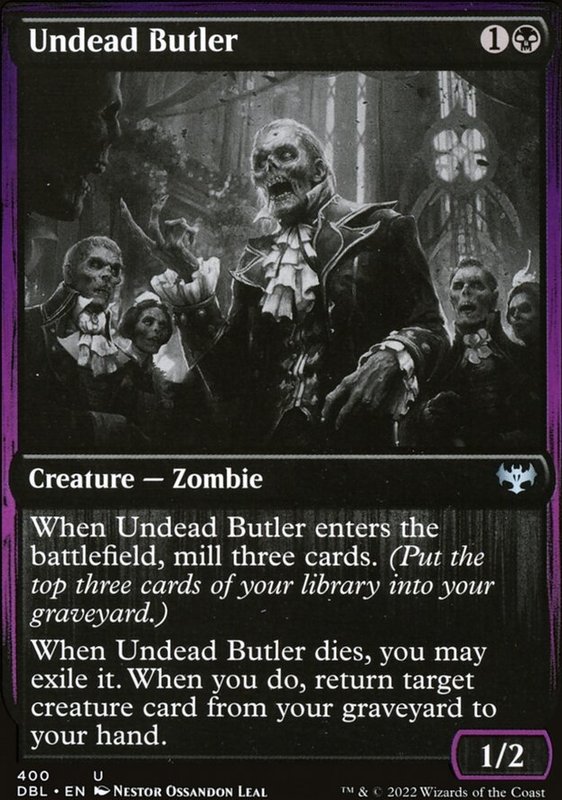 Undead Butler
1
Creature — Zombie
When Undead Butler enters the
battlefield, mill three cards. (Put the
top three cards of your library into your
graveyard.)
When Undead Butler dies, you may
exile it. When you do, return target
creature card from your graveyard to
your hand.
1/2
400 U
DBL • EN NESTOR OSSANDON LEAL
™ & © 2022 Wizards of the Coast